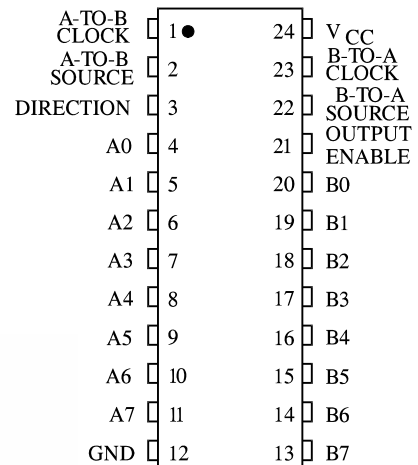 A-TO-B
CLOCK
1
24
V CC
A-TO-B
SOURCE
2
23
B-TO-A
CLOCK
DIRECTION
3
22
B-TO-A
SOURCE
A0
4
21
OUTPUT
ENABLE
A1
5
20
B0
A2
6
19
B1
A3
7
18
B2
A4
8
17
B3
A5
9
16
B4
A6
10
15
B5
A7
11
14
B6
GND
12
13
B7